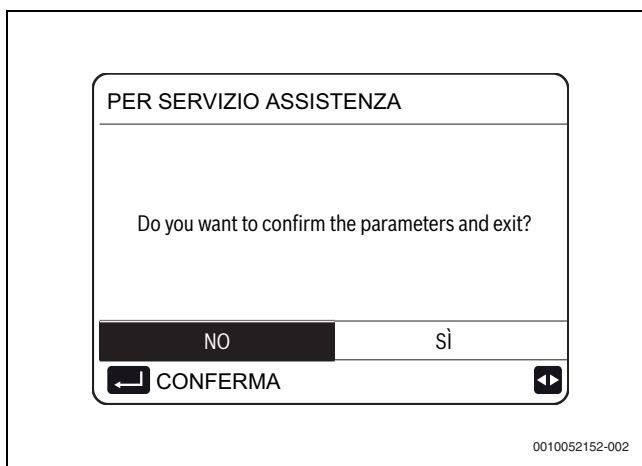 PER SERVIZIO ASSISTENZA
Do you want to confirm the parameters and exit?
NO SÌ
CONFERMA
0010052152-002